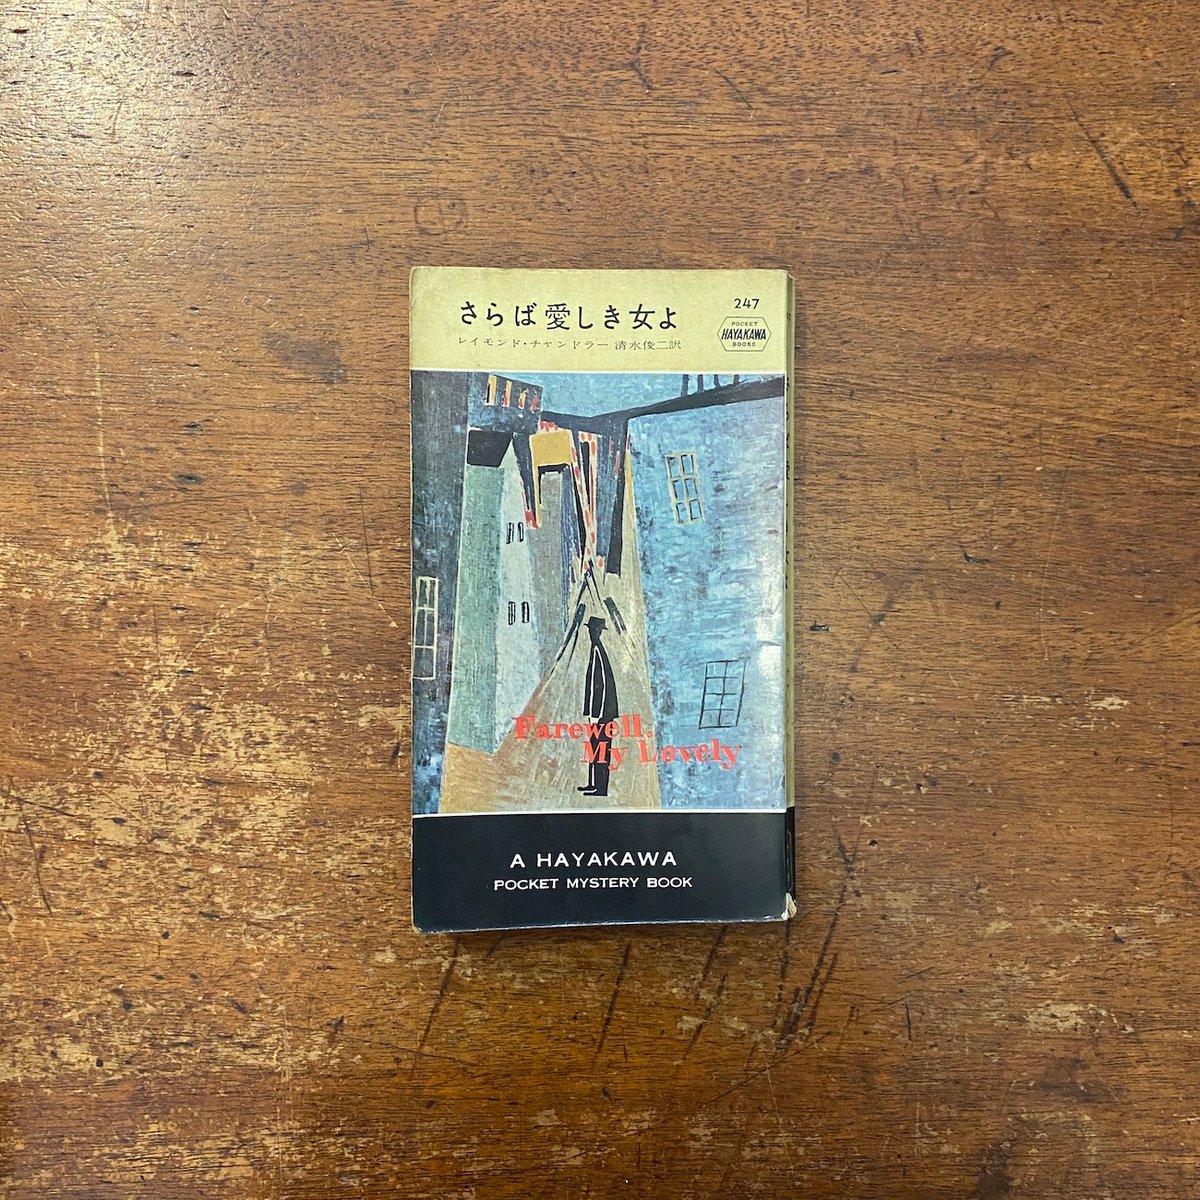 さらば愛しき女よ
レイモンド・チャンドラー 清水俊二訳
247
POCKET
HAYAKAWA
BOOKS
Farewell,
My Lovely
A HAYAKAWA
POCKET MYSTERY BOOK